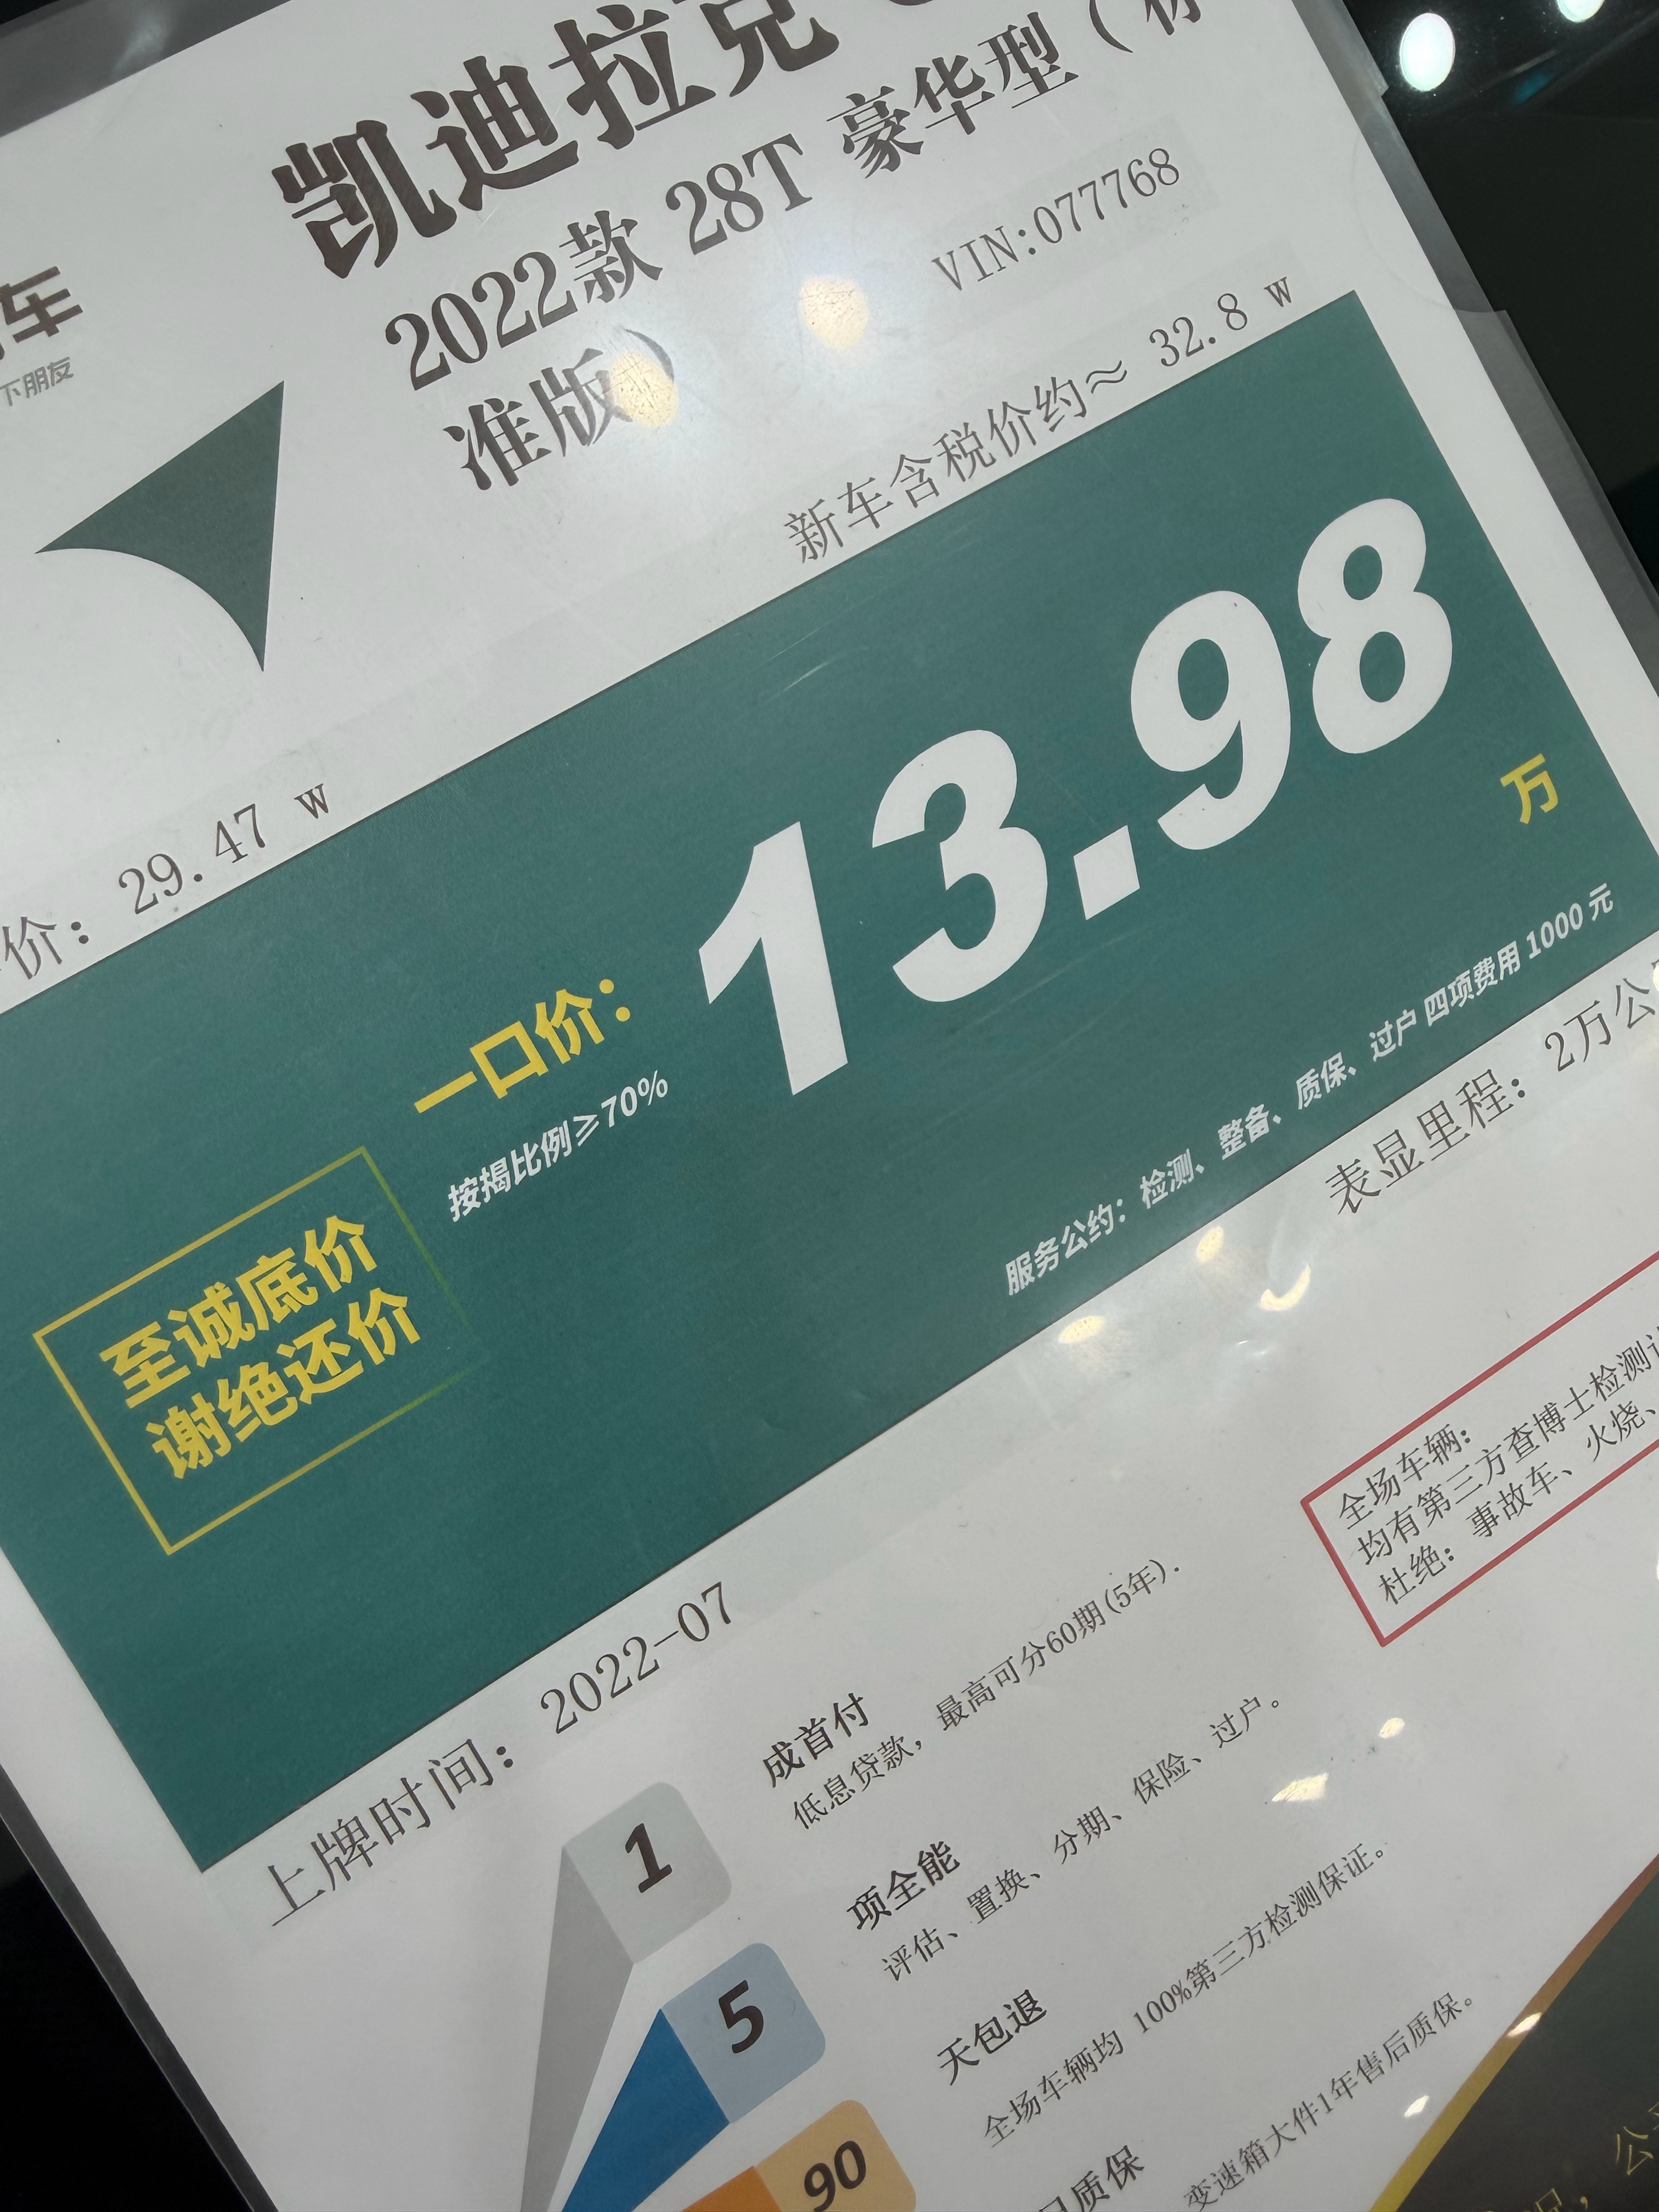 凯迪拉克
2022款 28T 豪华型（标
准版）
车
下朋友
VIN:077768
价: 29.47 w
新车含税价约≈ 32.8 w
一口价: 13.98 万
按揭比例≥70%
服务公约: 检测、整备、质保、过户 四项费用 1000 元
至诚底价
谢绝还价
上牌时间: 2022-07
表显里程: 2万公
全场车辆:
均有第三方查博士检测
杜绝: 事故车、火烧、
1
成首付
低息贷款, 最高可分60期(5年).
5
项全能
评估、置换、分期、保险、过户。
90
天包退
全场车辆均 100%第三方检测保证。
质保
变速箱大件1年售后质保。